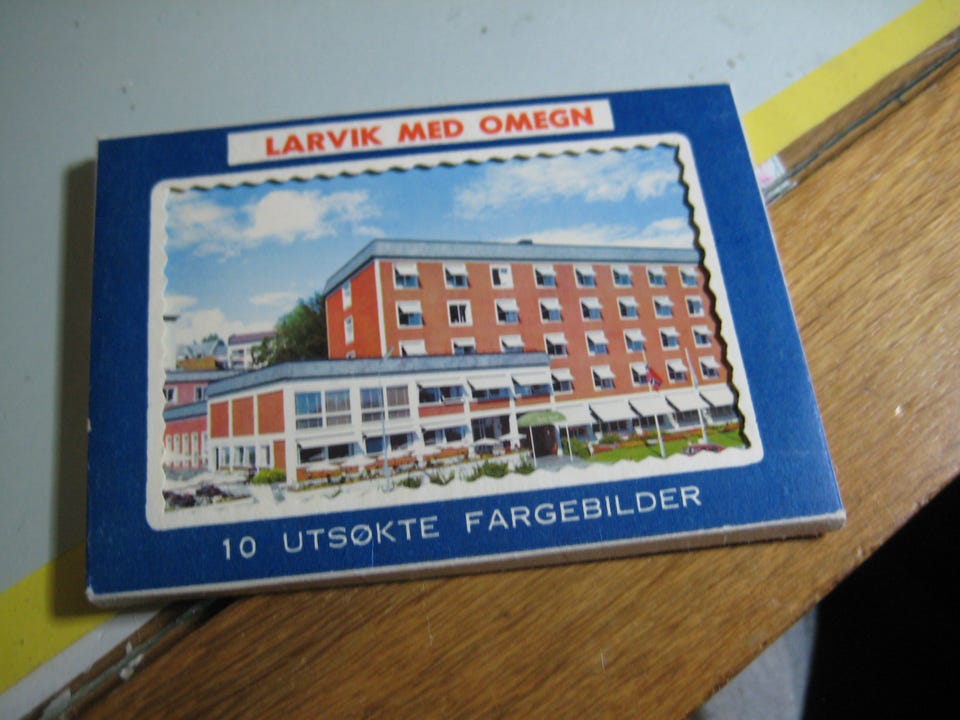 LARVIK MED OMEGN
10 UTSØKTE FARGEBILDER